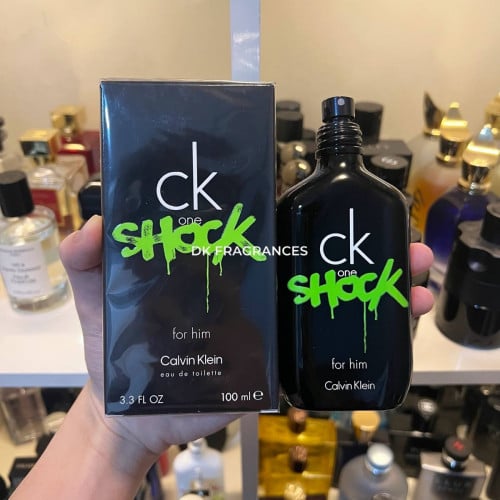 ck
one
SHOCK
DK FRAGRANCES
for him
Calvin Klein
eau de toilette
3.3 FL OZ
100 ml e
ck
one
SHOCK
for him
Calvin Klein